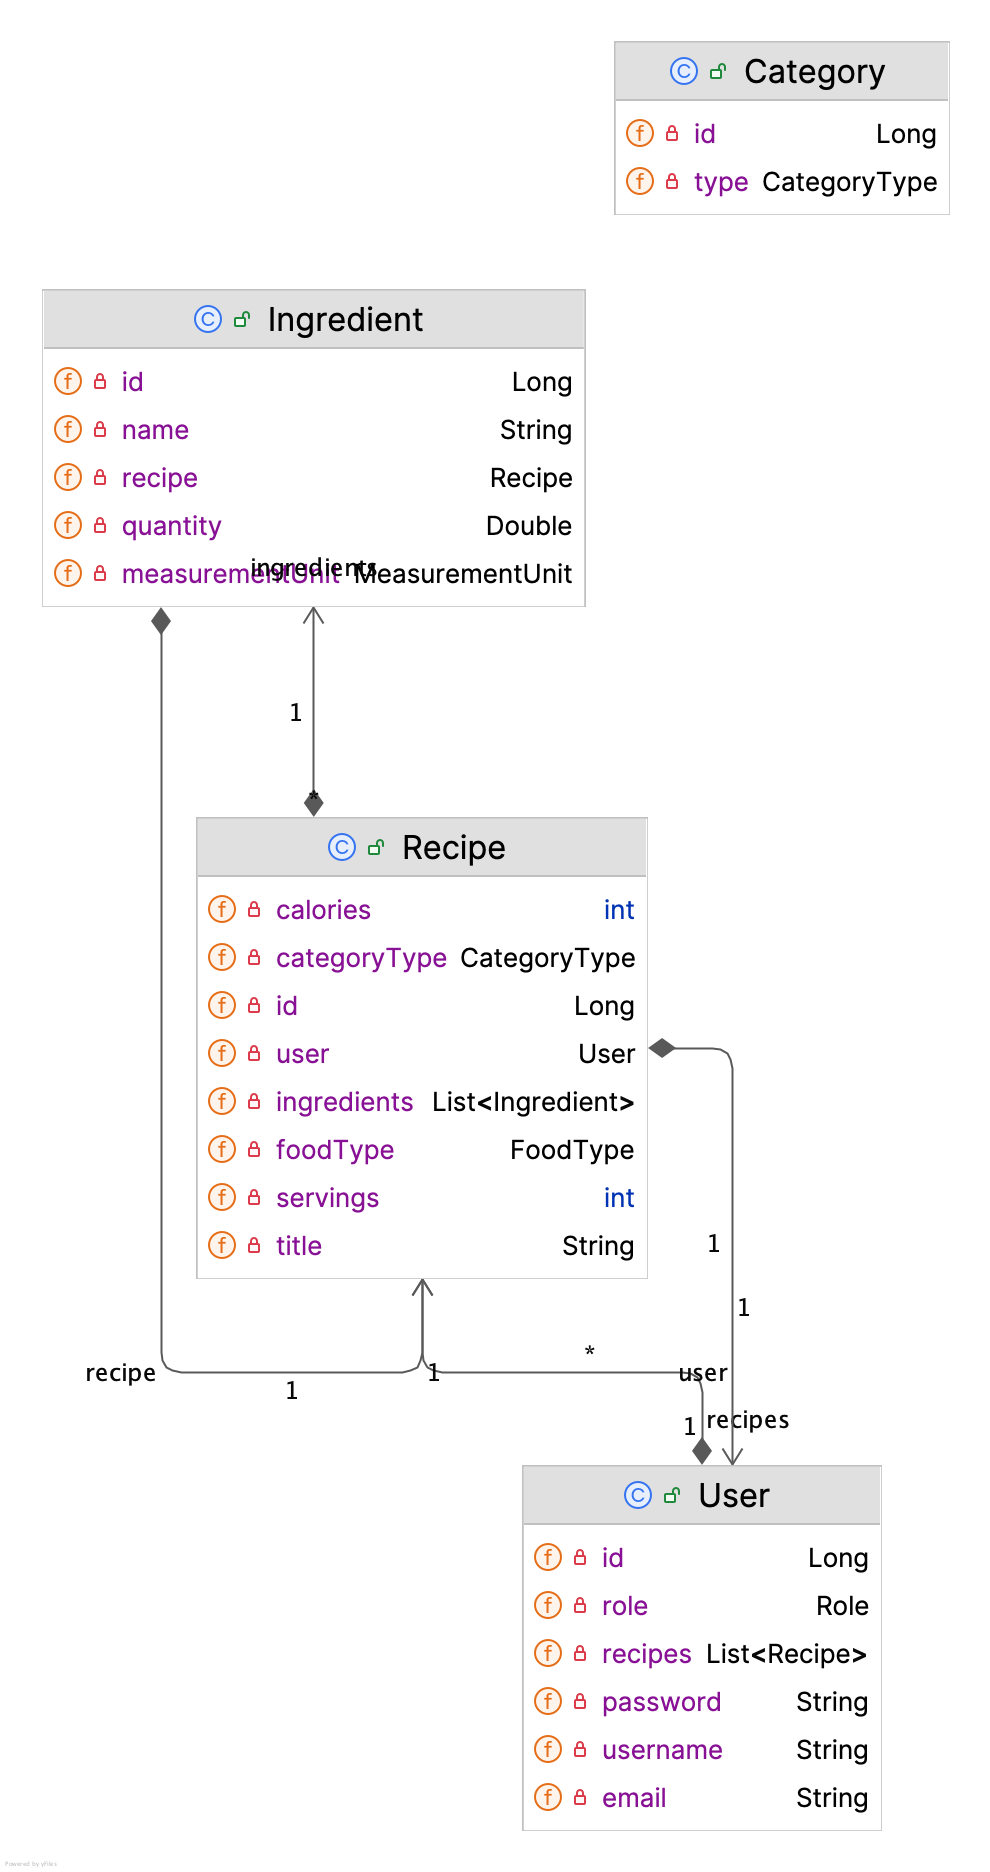 Category
id Long
type CategoryType
Ingredient
id Long
name String
recipe Recipe
quantity Double
measurementUnit MeasurementUnit
ingredients
1
*
Recipe
calories int
categoryType CategoryType
id Long
user User
ingredients List<Ingredient>
foodType FoodType
servings int
title String
1
1
*
recipe
1
user
1
1
recipes
User
id Long
role Role
recipes List<Recipe>
password String
username String
email String
Powered by yFiles